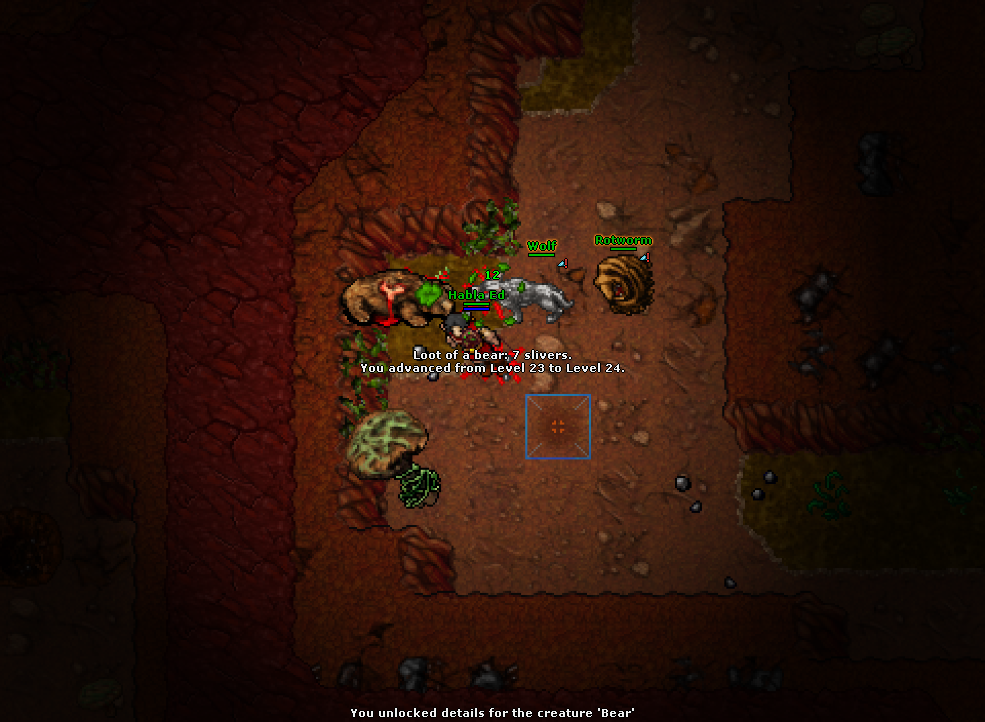 Wolf
Rotworm
12
Habla Ed
Loot of a bear: 7 slivers.
You advanced from Level 23 to Level 24.
You unlocked details for the creature 'Bear'